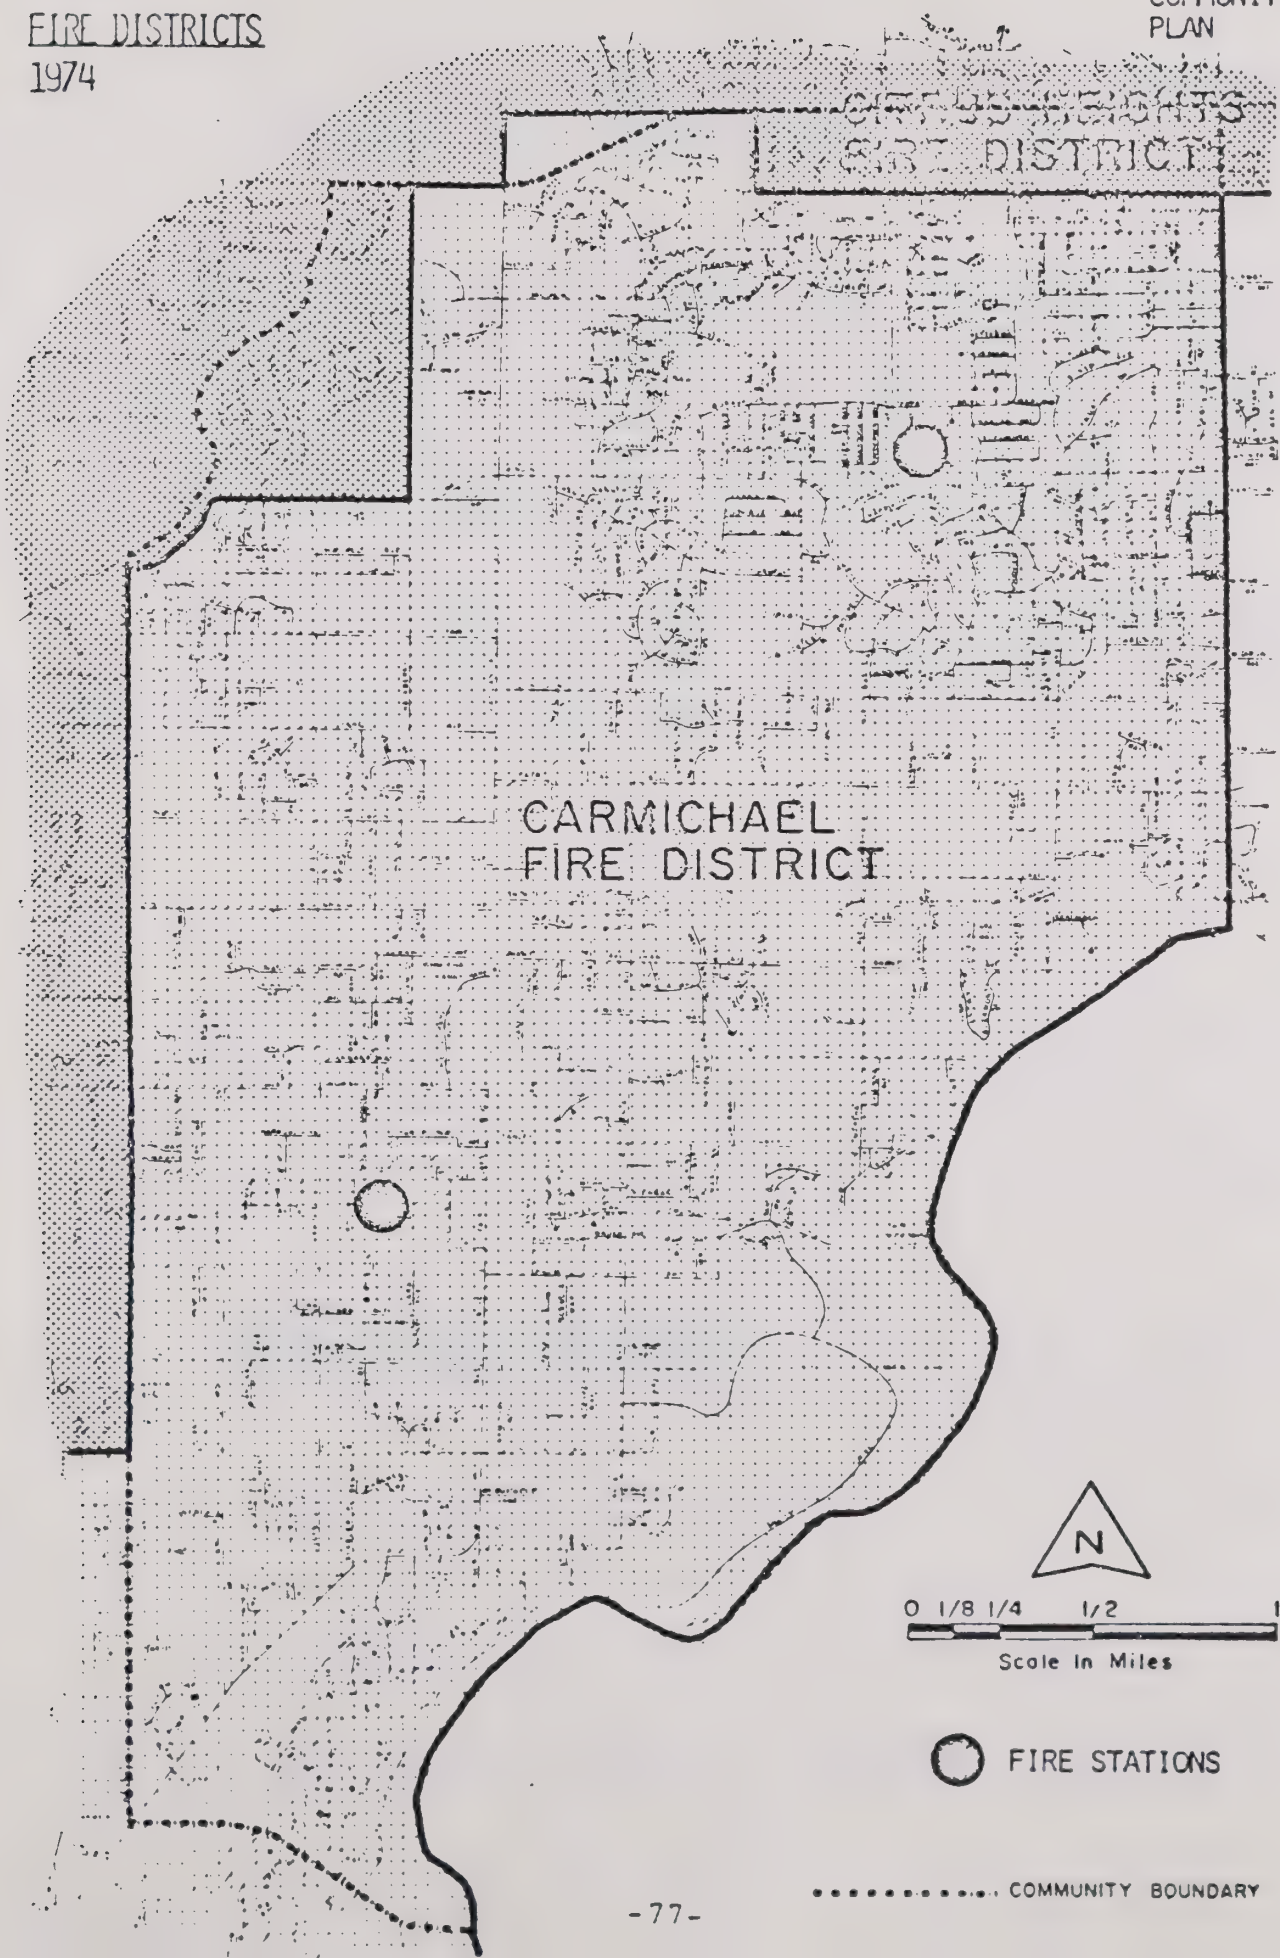 FIRE DISTRICTS
1974
PLAN
FIRE DISTRICT
CARMICHAEL
FIRE DISTRICT
N
0 1/8 1/4 1/2 1
Scale In Miles
FIRE STATIONS
COMMUNITY BOUNDARY
-77-